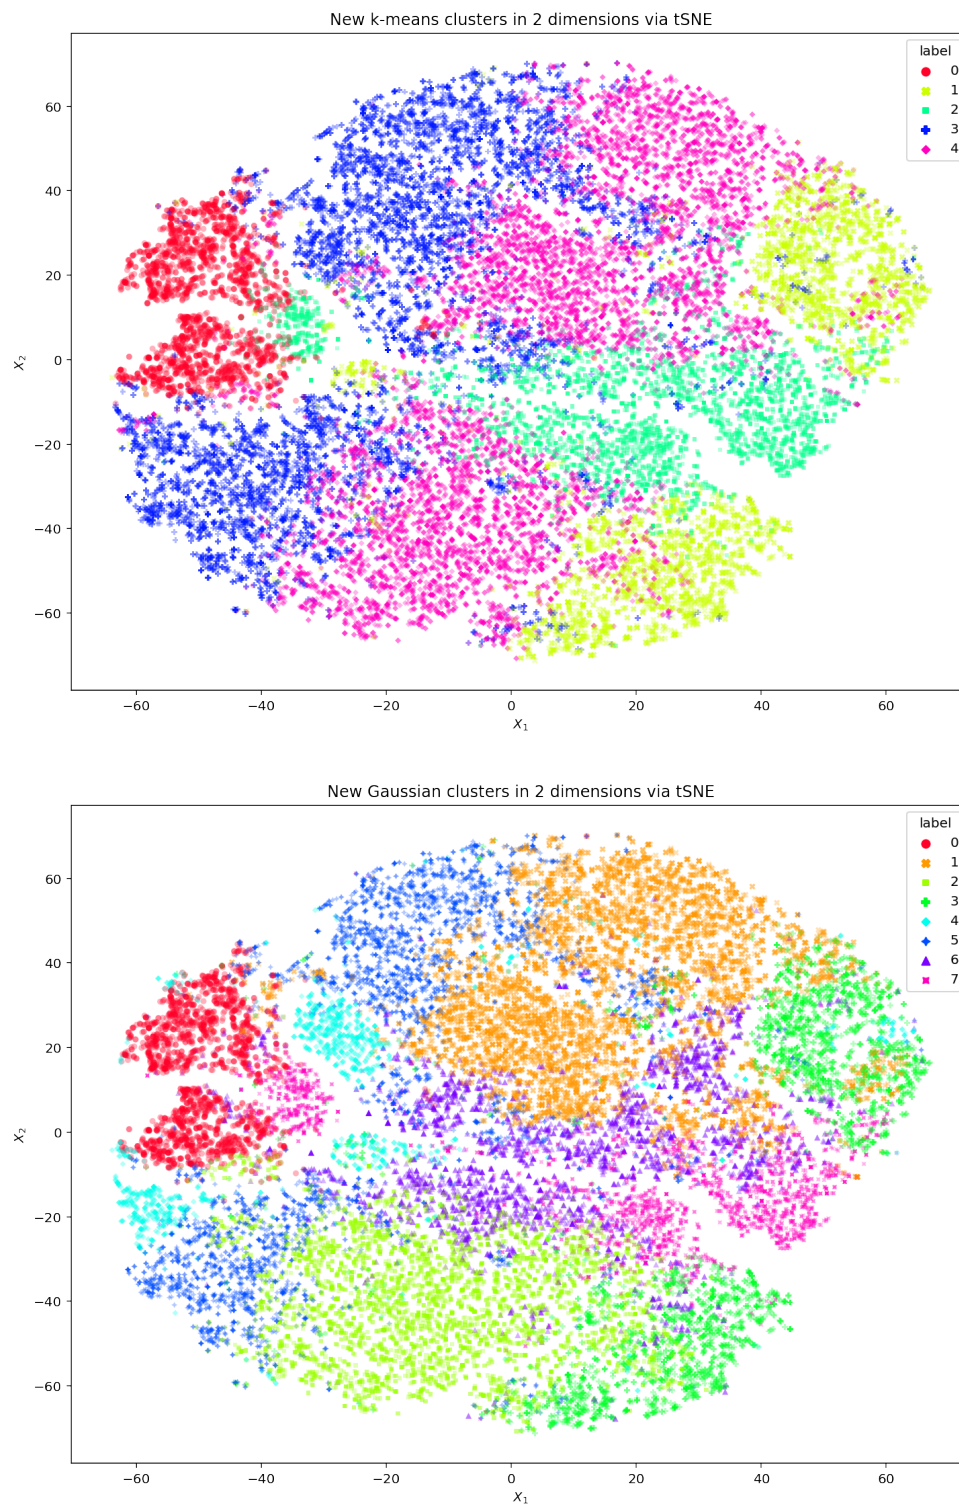 New k-means clusters in 2 dimensions via tSNE
label
0
1
2
3
4
60
40
20
0
−20
−40
−60
X₂
−60 −40 −20 0 20 40 60
X₁
New Gaussian clusters in 2 dimensions via tSNE
label
0
1
2
3
4
5
6
7
60
40
20
0
−20
−40
−60
X₂
−60 −40 −20 0 20 40 60
X₁